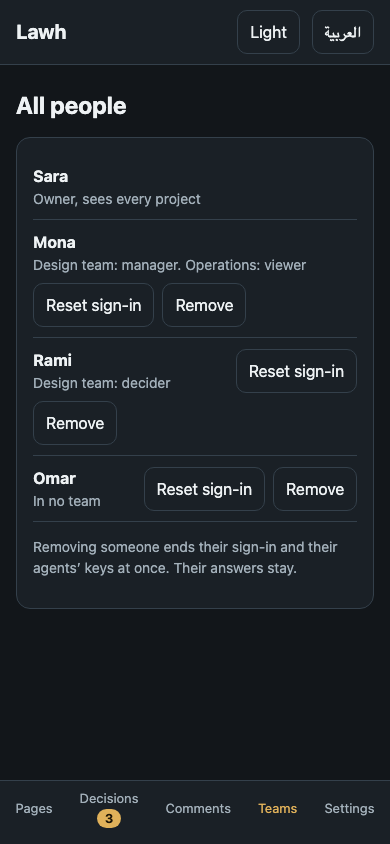 Lawh
Light
العربية
All people
Sara
Owner, sees every project
Mona
Design team: manager. Operations: viewer
Reset sign-in
Remove
Rami
Design team: decider
Reset sign-in
Remove
Omar
In no team
Reset sign-in
Remove
Removing someone ends their sign-in and their
agents’ keys at once. Their answers stay.
Pages
Decisions
3
Comments
Teams
Settings